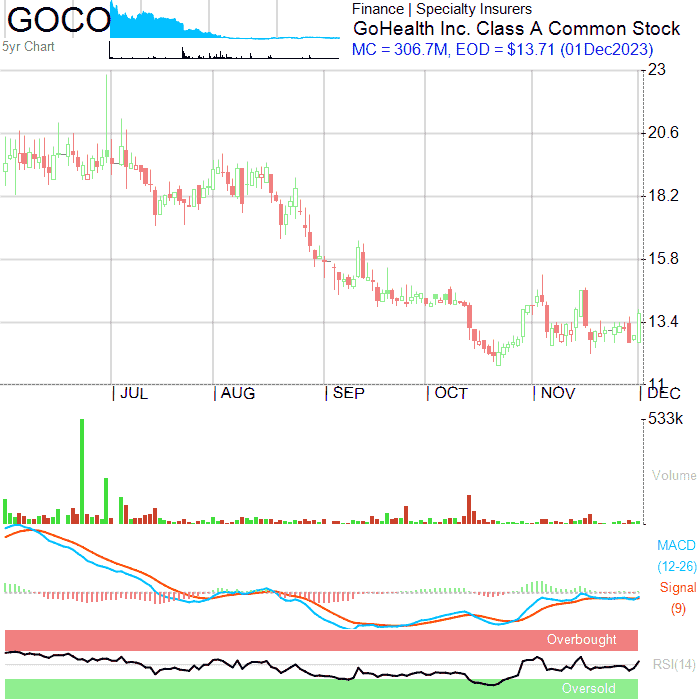 GOCO
Finance | Specialty Insurers
GoHealth Inc. Class A Common Stock
5yr Chart
MC = 306.7M, EOD = $13.71 (01Dec2023)
23
20.6
18.2
15.8
13.4
11
JUL
AUG
SEP
OCT
NOV
DEC
533k
Volume
MACD
(12-26)
Signal
(9)
Overbought
RSI(14)
Oversold